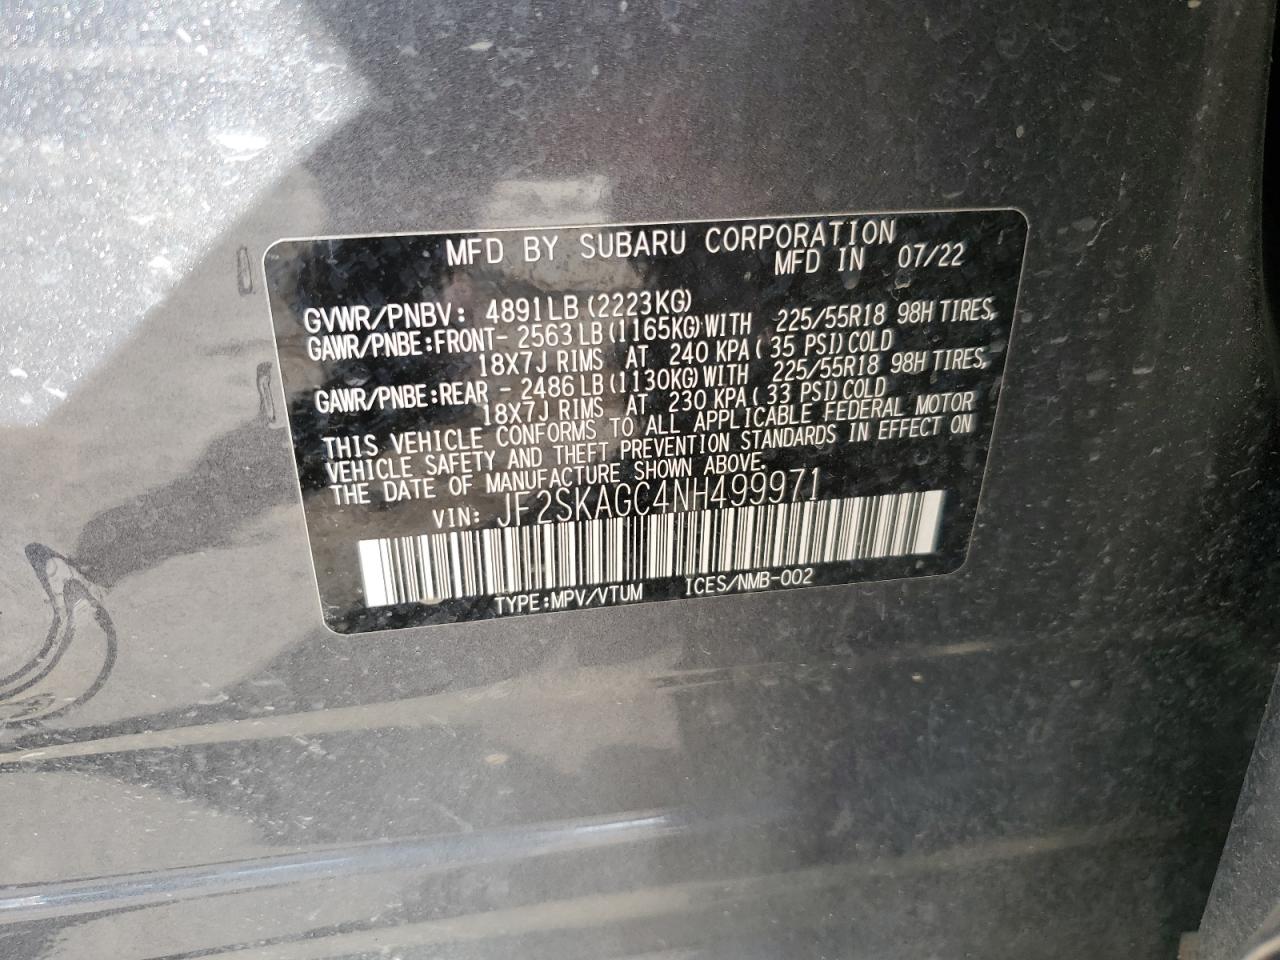 MFD BY SUBARU CORPORATION
MFD IN 07/22
GVWR/PNBV: 4891LB (2223KG)
GAWR/PNBE:FRONT- 2563LB (1165KG) WITH 225/55R18 98H TIRES,
18X7J RIMS AT 240 KPA ( 35 PSI) COLD
GAWR/PNBE:REAR - 2486LB (1130KG) WITH 225/55R18 98H TIRES,
18X7J RIMS AT 230 KPA ( 33 PSI) COLD
THIS VEHICLE CONFORMS TO ALL APPLICABLE FEDERAL MOTOR
VEHICLE SAFETY AND THEFT PREVENTION STANDARDS IN EFFECT ON
THE DATE OF MANUFACTURE SHOWN ABOVE.
VIN: JF2SKAGC4NH499971
TYPE:MPV/VTUM ICES/NMB-002